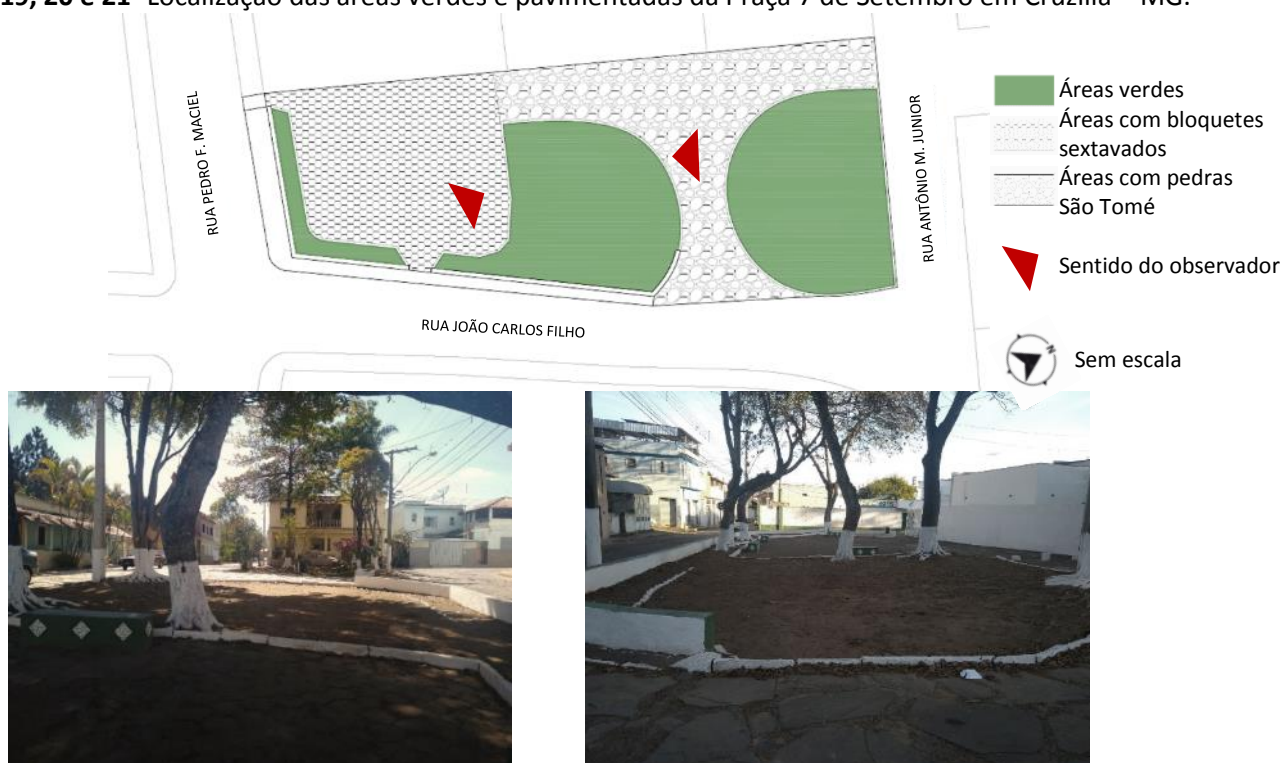 19, 20 e 21- Localização das áreas verdes e pavimentadas da Praça 7 de Setembro em Cruzília – MG.
RUA PEDRO F. MACIEL
RUA ANTÔNIO M. JUNIOR
RUA JOÃO CARLOS FILHO
Áreas verdes
Áreas com bloquetes
sextavados
Áreas com pedras
São Tomé
Sentido do observador
N
Sem escala